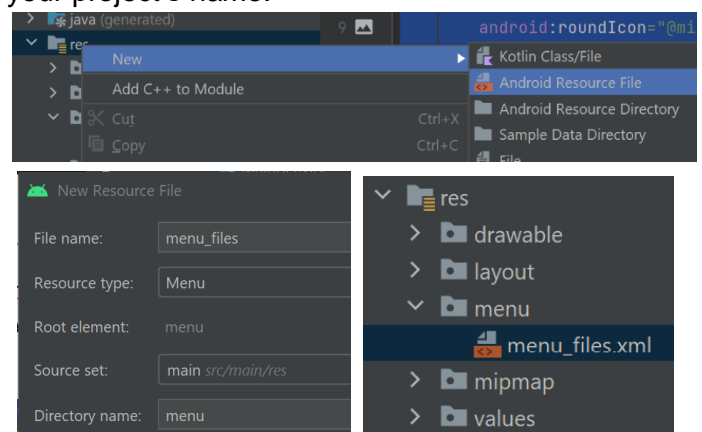 your project's name.
java (generated)
9
android:roundIcon="@mi
res
New
Kotlin Class/File
Add C++ to Module
Android Resource File
Android Resource Directory
Cut
Ctrl+X
Sample Data Directory
Copy
Ctrl+C
File
New Resource File
File name:
menu_files
Resource type:
Menu
Root element:
menu
Source set:
main src/main/res
Directory name:
menu
res
drawable
layout
menu
menu_files.xml
mipmap
values